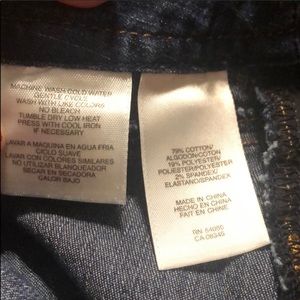 MACHINE WASH COLD WATER
GENTLE CYCLE
WASH WITH LIKE COLORS
NO BLEACH
TUMBLE DRY LOW HEAT
PRESS WITH COOL IRON
IF NECESSARY
LAVAR A MAQUINA EN AGUA FRIA
CICLO SUAVE
LAVAR CON COLORES SIMILARES
NO UTILIZAR BLANQUEADOR
SECAR EN SECADORA
CALOR BAJO
79% COTTON/
ALGODON/COTON
19% POLYESTER/
POLIESTER/POLYESTER
2% SPANDEX/
ELASTANO/SPANDEX
MADE IN CHINA
HECHO EN CHINA
FAIT EN CHINE
RN
CA